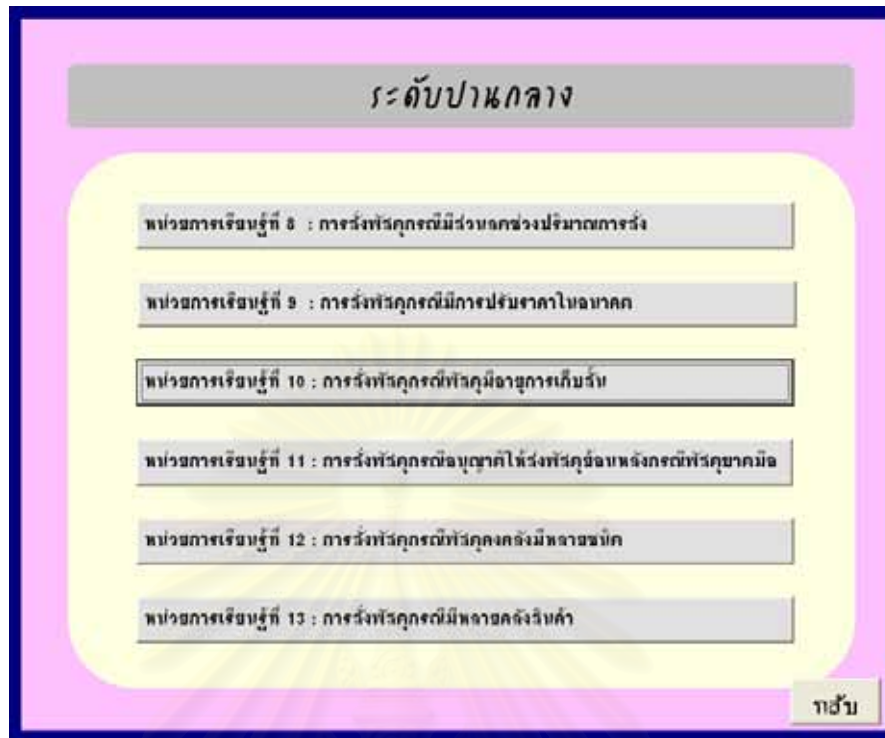 ระดับปานกลาง
หน่วยการเรียนรู้ที่ 8 : การสั่งพัสดุกรณีมีส่วนลดช่วงปริมาณการสั่ง
หน่วยการเรียนรู้ที่ 9 : การสั่งพัสดุกรณีมีการปรับราคาในอนาคต
หน่วยการเรียนรู้ที่ 10 : การสั่งพัสดุกรณีพัสดุมีอายุการเก็บสั้น
หน่วยการเรียนรู้ที่ 11 : การสั่งพัสดุกรณีอนุญาติให้ส่งพัสดุย้อนหลังกรณีพัสดุขาดมือ
หน่วยการเรียนรู้ที่ 12 : การสั่งพัสดุกรณีพัสดุคงคลังมีหลายชนิด
หน่วยการเรียนรู้ที่ 13 : การสั่งพัสดุกรณีมีหลายคลังสินค้า
กลับ